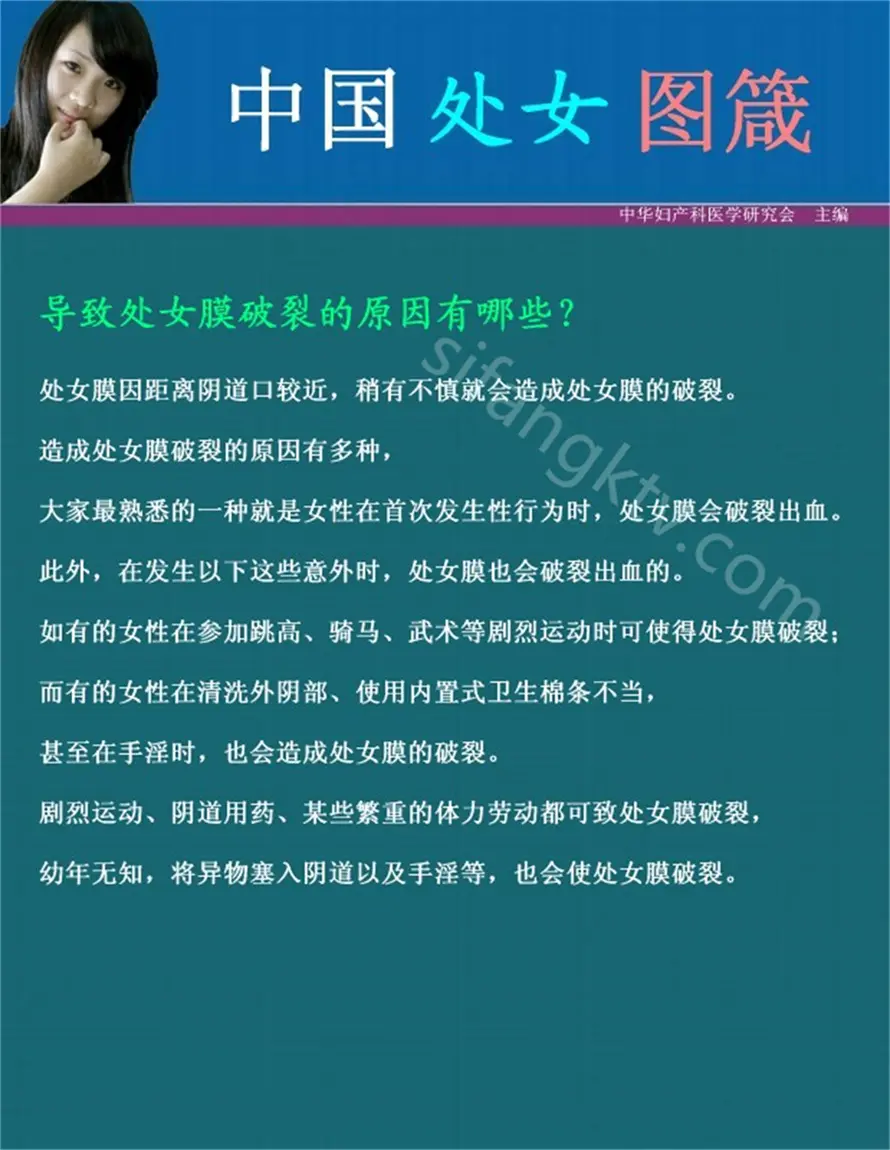 中国 处女 图箴
中华妇产科医学研究会 主编
导致处女膜破裂的原因有哪些？
处女膜因距离阴道口较近，稍有不慎就会造成处女膜的破裂。
造成处女膜破裂的原因有多种，
大家最熟悉的一种就是女性在首次发生性行为时，处女膜会破裂出血。
此外，在发生以下这些意外时，处女膜也会破裂出血的。
如有的女性在参加跳高、骑马、武术等剧烈运动时可使得处女膜破裂；
而有的女性在清洗外阴部、使用内置式卫生棉条不当，
甚至在手淫时，也会造成处女膜的破裂。
剧烈运动、阴道用药、某些繁重的体力劳动都可致处女膜破裂，
幼年无知，将异物塞入阴道以及手淫等，也会使处女膜破裂。
sifangktv.com